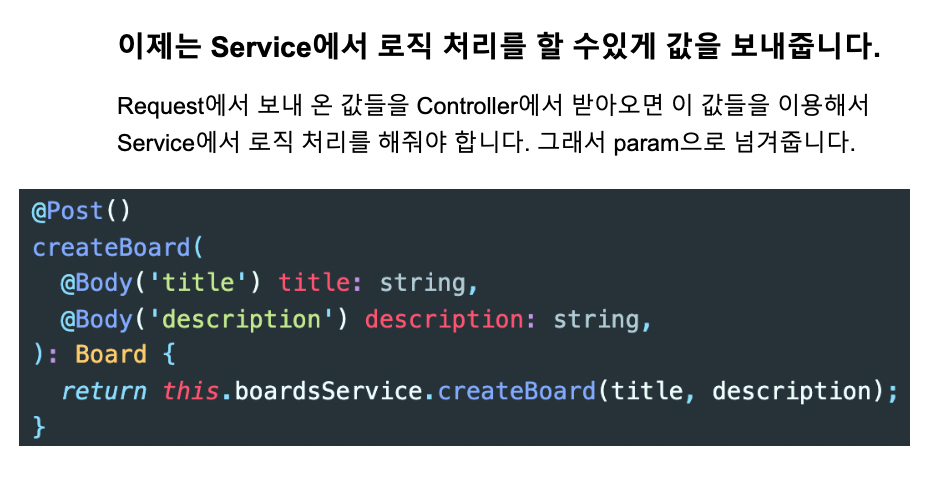 이제는 Service에서 로직 처리를 할 수있게 값을 보내줍니다.
Request에서 보내 온 값들을 Controller에서 받아오면 이 값들을 이용해서
Service에서 로직 처리를 해줘야 합니다. 그래서 param으로 넘겨줍니다.
@Post()
createBoard(
  @Body('title') title: string,
  @Body('description') description: string,
): Board {
  return this.boardsService.createBoard(title, description);
}